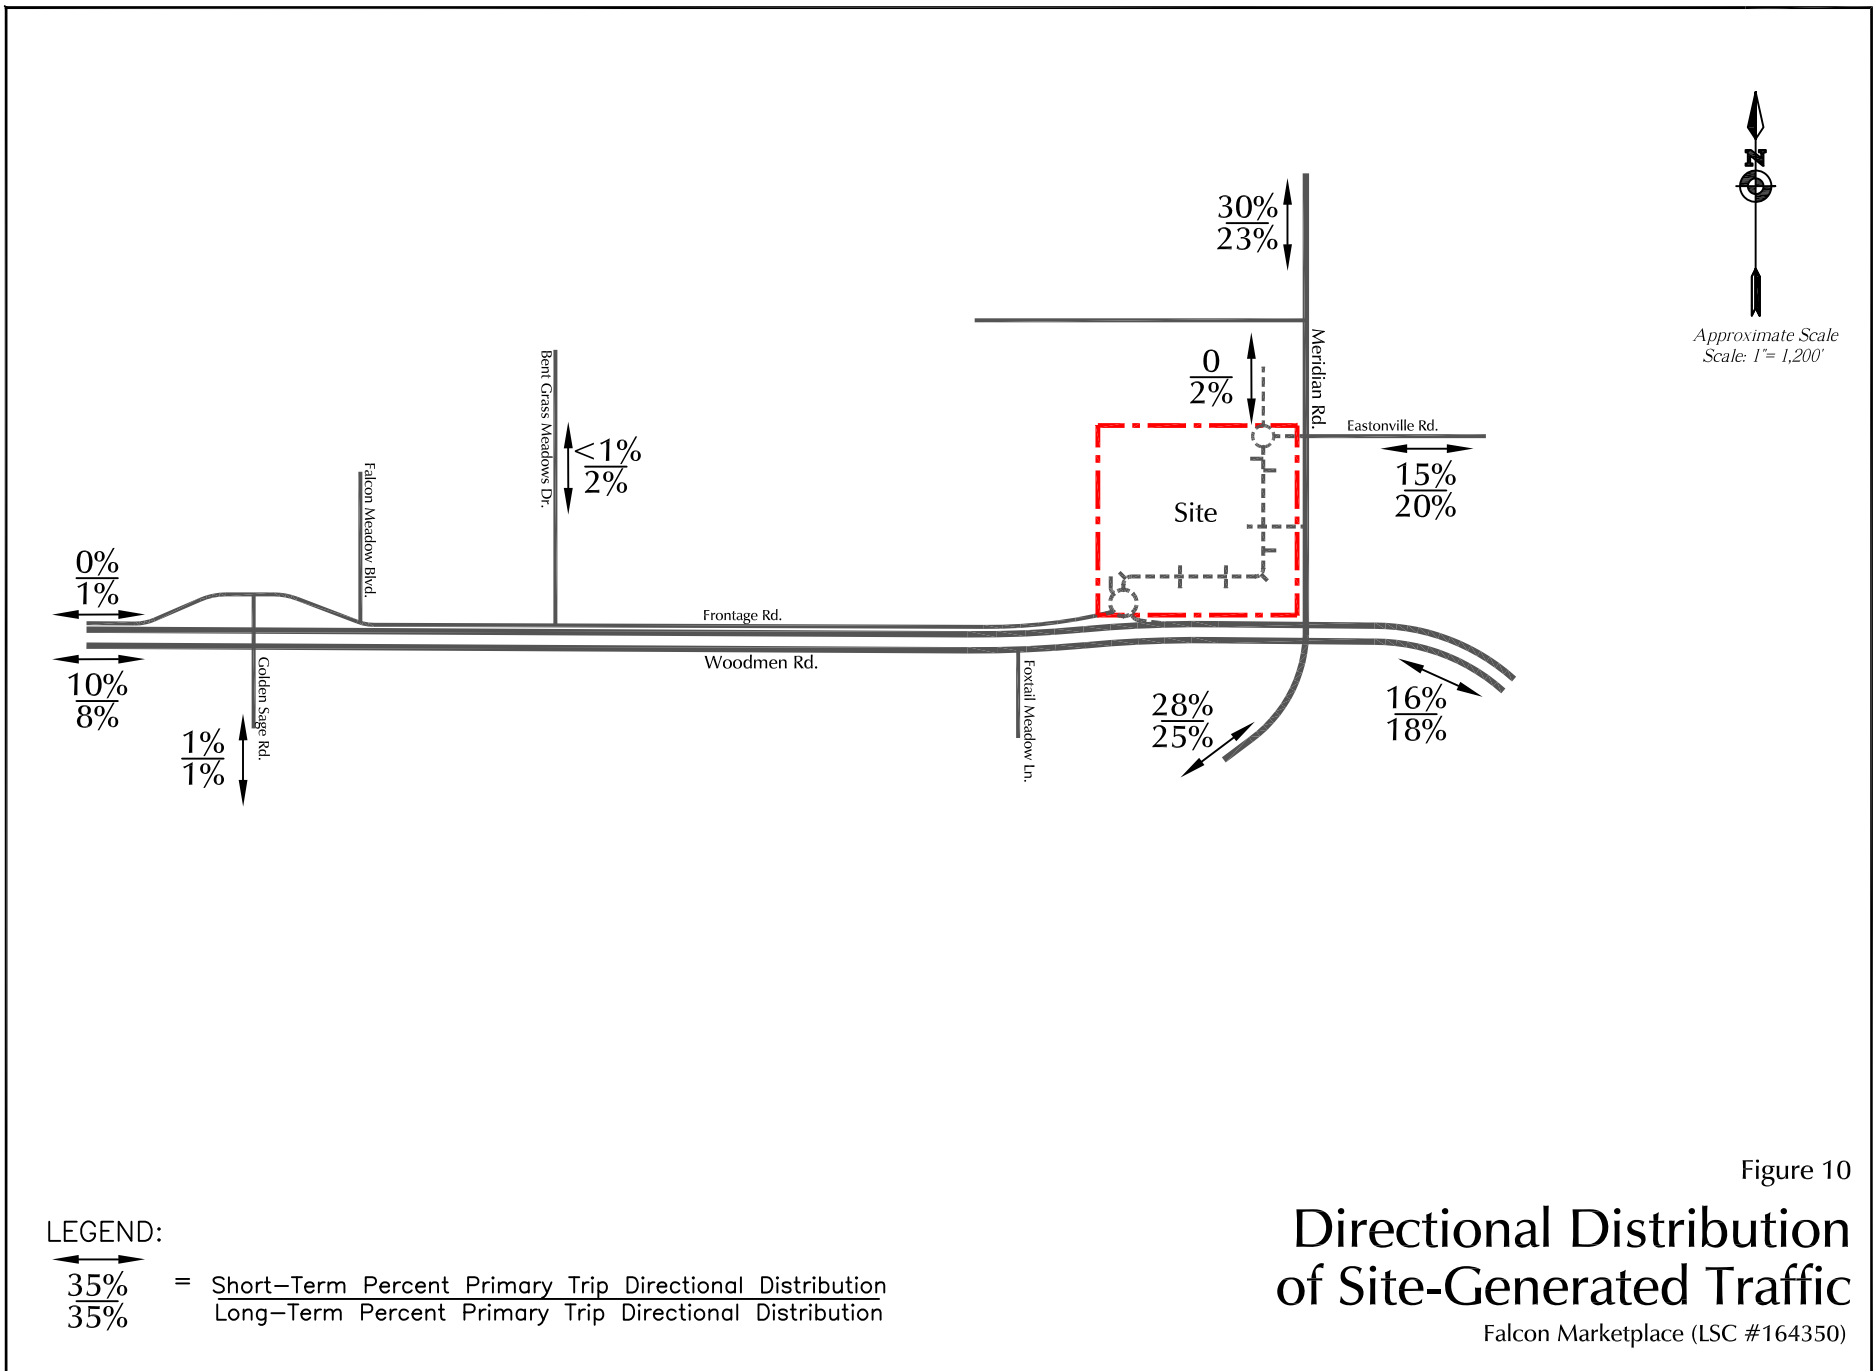 N
Approximate Scale
Scale: 1"= 1,200'
30%
23%
Meridian Rd.
0
2%
Eastonville Rd.
15%
20%
Site
Bent Grass Meadows Dr.
<1%
2%
Falcon Meadow Blvd.
0%
1%
Frontage Rd.
Woodmen Rd.
10%
8%
Golden Sage Rd.
1%
1%
Foxtail Meadow Ln.
28%
25%
16%
18%
Figure 10
Directional Distribution
of Site-Generated Traffic
Falcon Marketplace (LSC #164350)
LEGEND:
35%
35%
= Short-Term Percent Primary Trip Directional Distribution
Long-Term Percent Primary Trip Directional Distribution